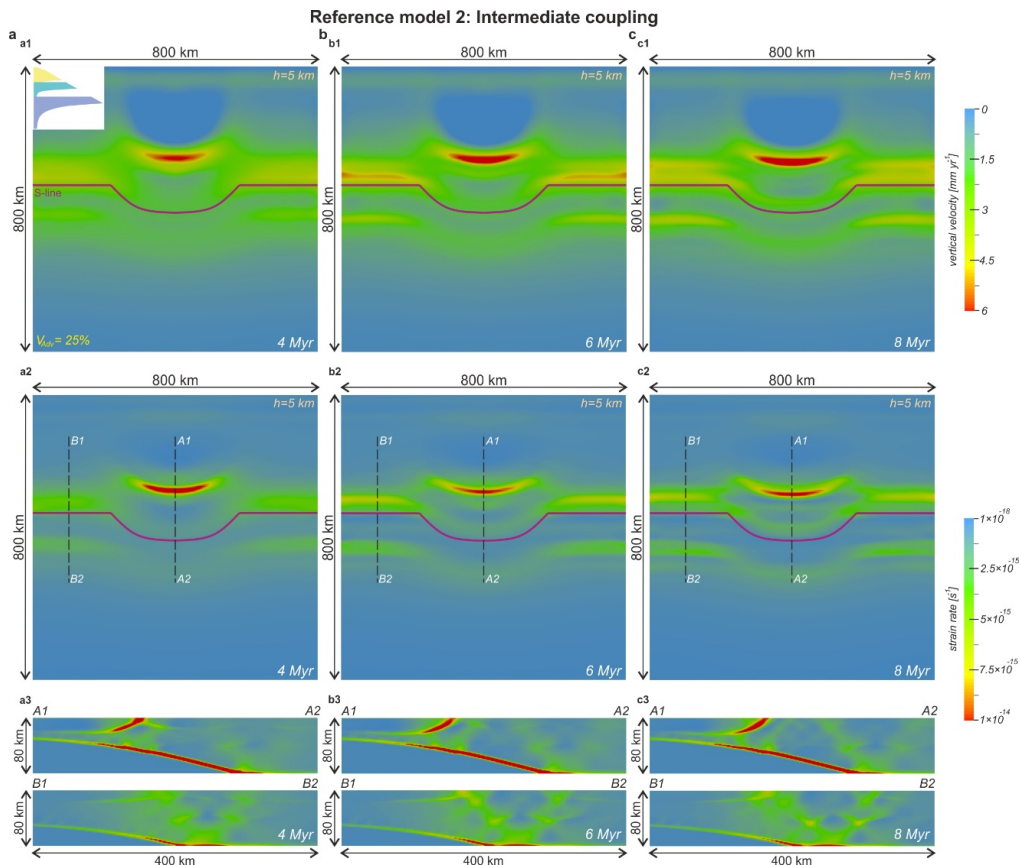 Reference model 2: Intermediate coupling
a
b
c
a1
b1
c1
800 km
800 km
800 km
h=5 km
h=5 km
h=5 km
800 km
800 km
800 km
S-line
V_Adv = 25%
4 Myr
6 Myr
8 Myr
0
1.5
3
4.5
6
vertical velocity [mm yr⁻¹]
a2
b2
c2
800 km
800 km
800 km
h=5 km
h=5 km
h=5 km
800 km
800 km
800 km
B1
A1
B1
A1
B1
A1
B2
A2
B2
A2
B2
A2
4 Myr
6 Myr
8 Myr
1×10⁻¹⁸
2.5×10⁻¹⁵
5×10⁻¹⁵
7.5×10⁻¹⁵
1×10⁻¹⁴
strain rate [s⁻¹]
a3
b3
c3
A1
A2
A1
A2
A1
A2
80 km
80 km
80 km
B1
B2
B1
B2
B1
B2
80 km
80 km
80 km
4 Myr
6 Myr
8 Myr
400 km
400 km
400 km